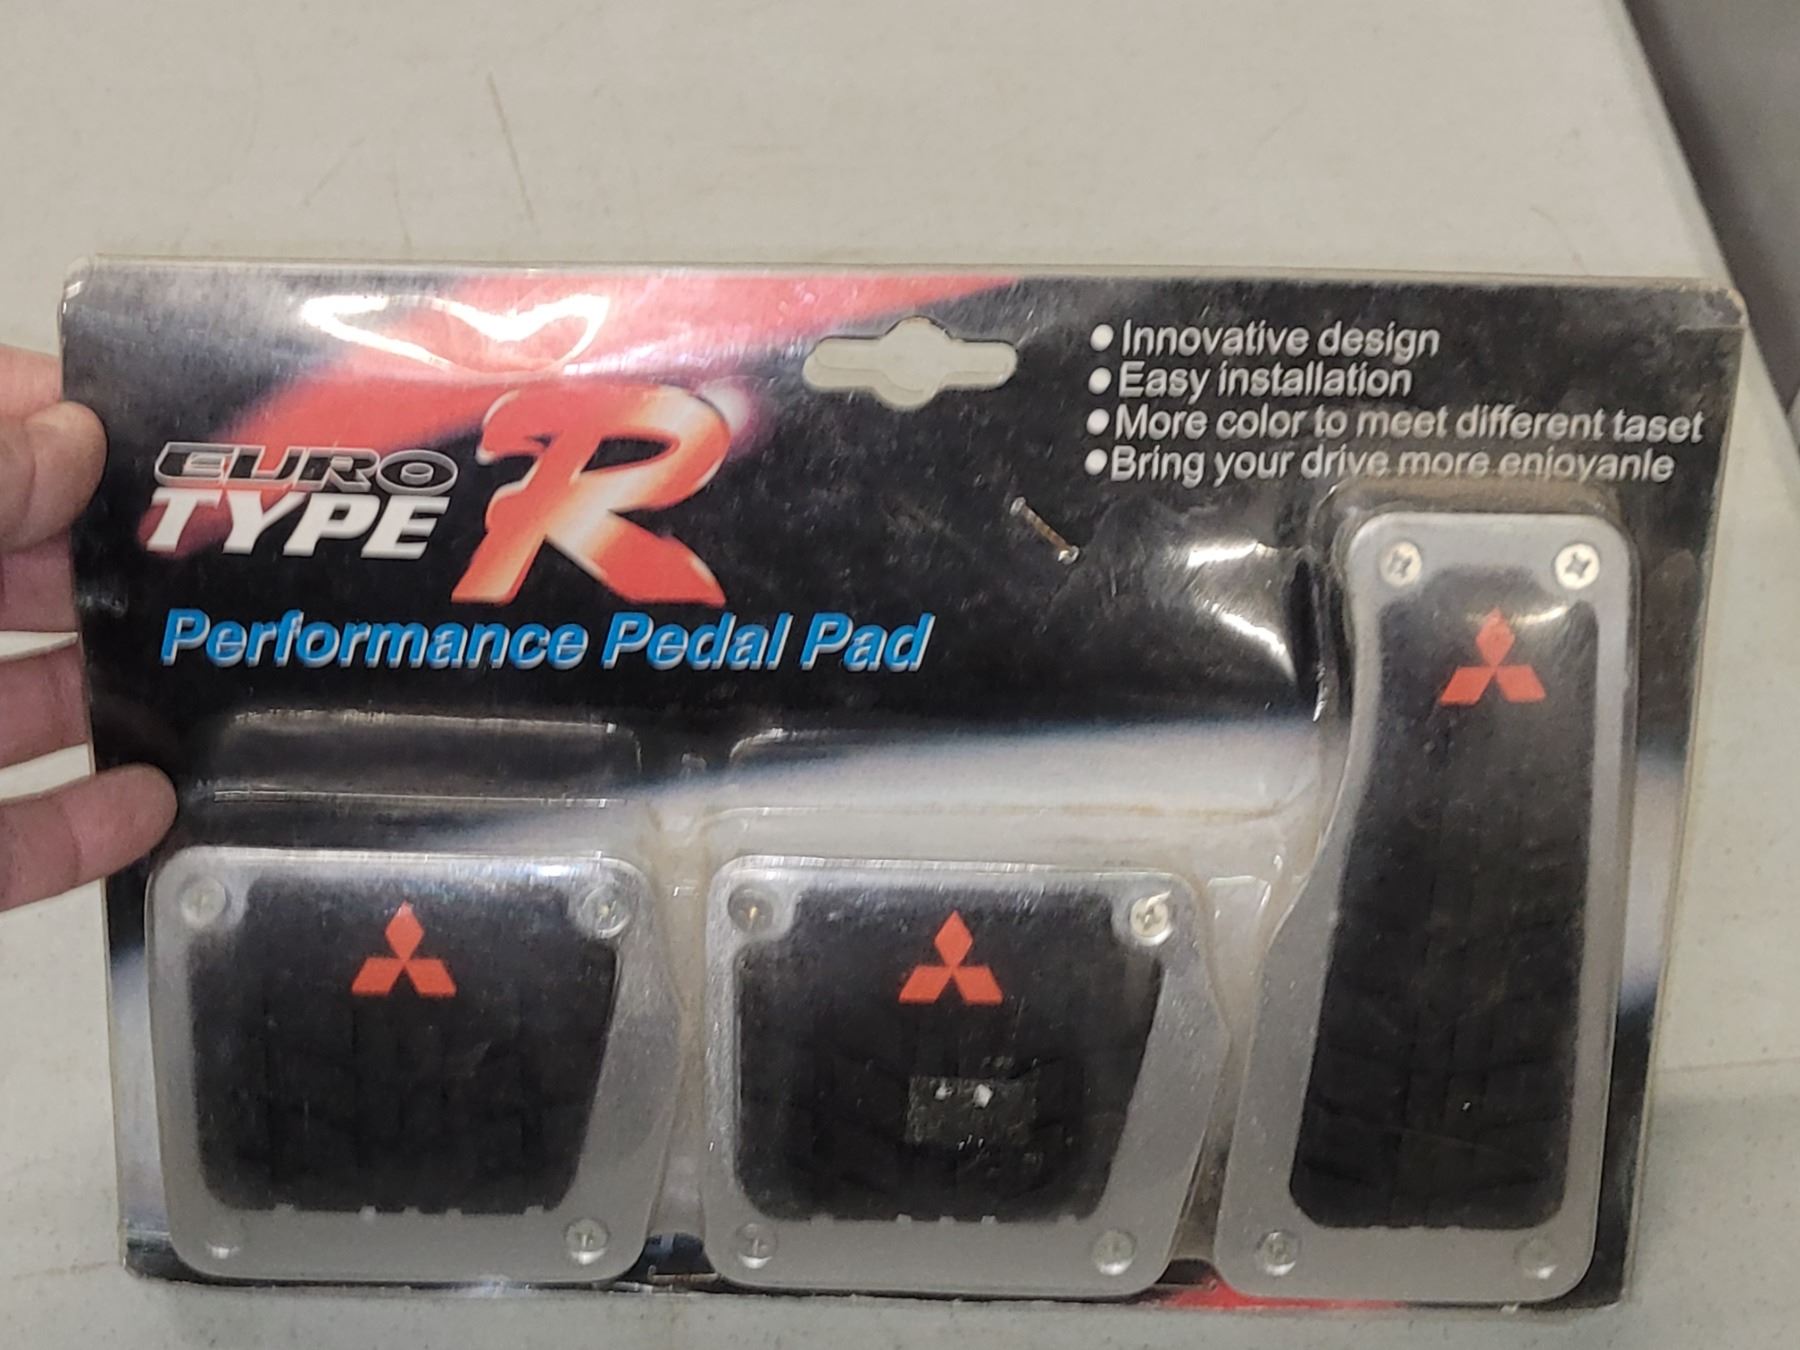 EURO
TYPE R
Performance Pedal Pad
● Innovative design
● Easy installation
● More color to meet different taset
● Bring your drive more enjoyanle